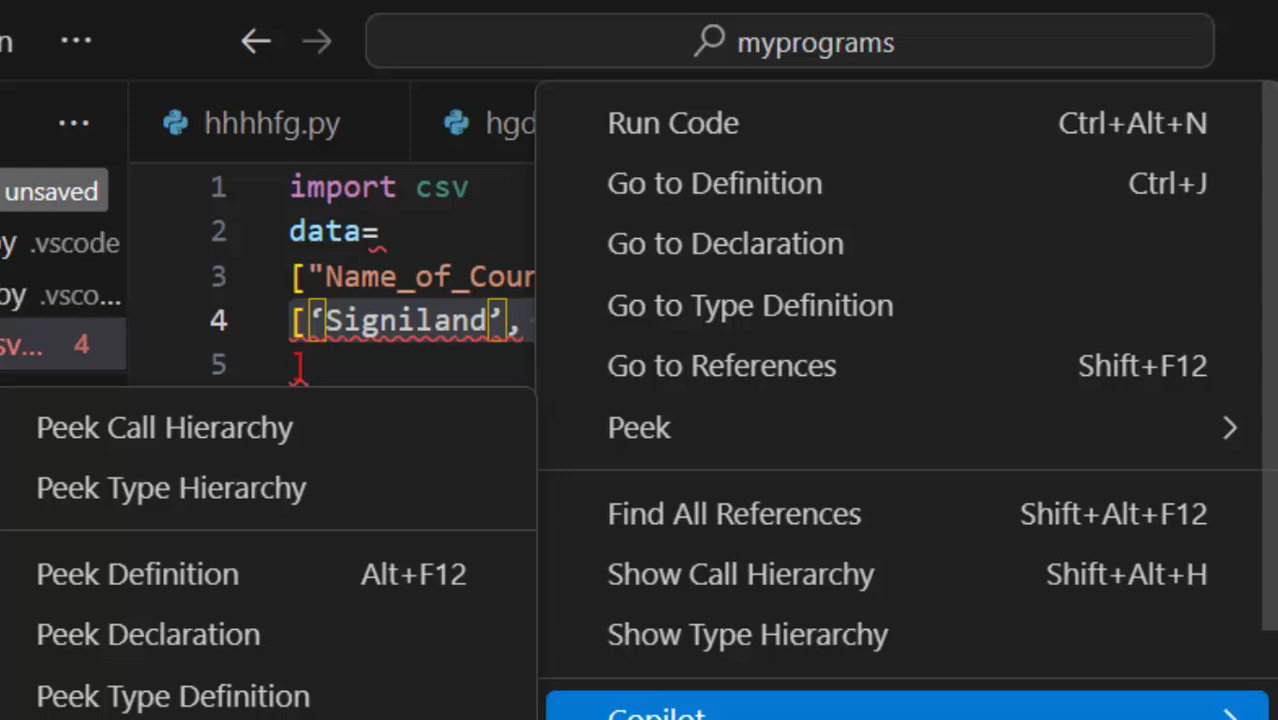 n ... myprograms
... hhhhfg.py hgd
unsaved
.vscode
.vsco...
sv... 4
1 import csv
2 data=
3 ["Name_of_Cour
4 [‘Signiland’,
5 ]
Run Code Ctrl+Alt+N
Go to Definition Ctrl+J
Go to Declaration
Go to Type Definition
Go to References Shift+F12
Peek
Find All References Shift+Alt+F12
Show Call Hierarchy Shift+Alt+H
Show Type Hierarchy
Copilot
Peek Call Hierarchy
Peek Type Hierarchy
Peek Definition Alt+F12
Peek Declaration
Peek Type Definition